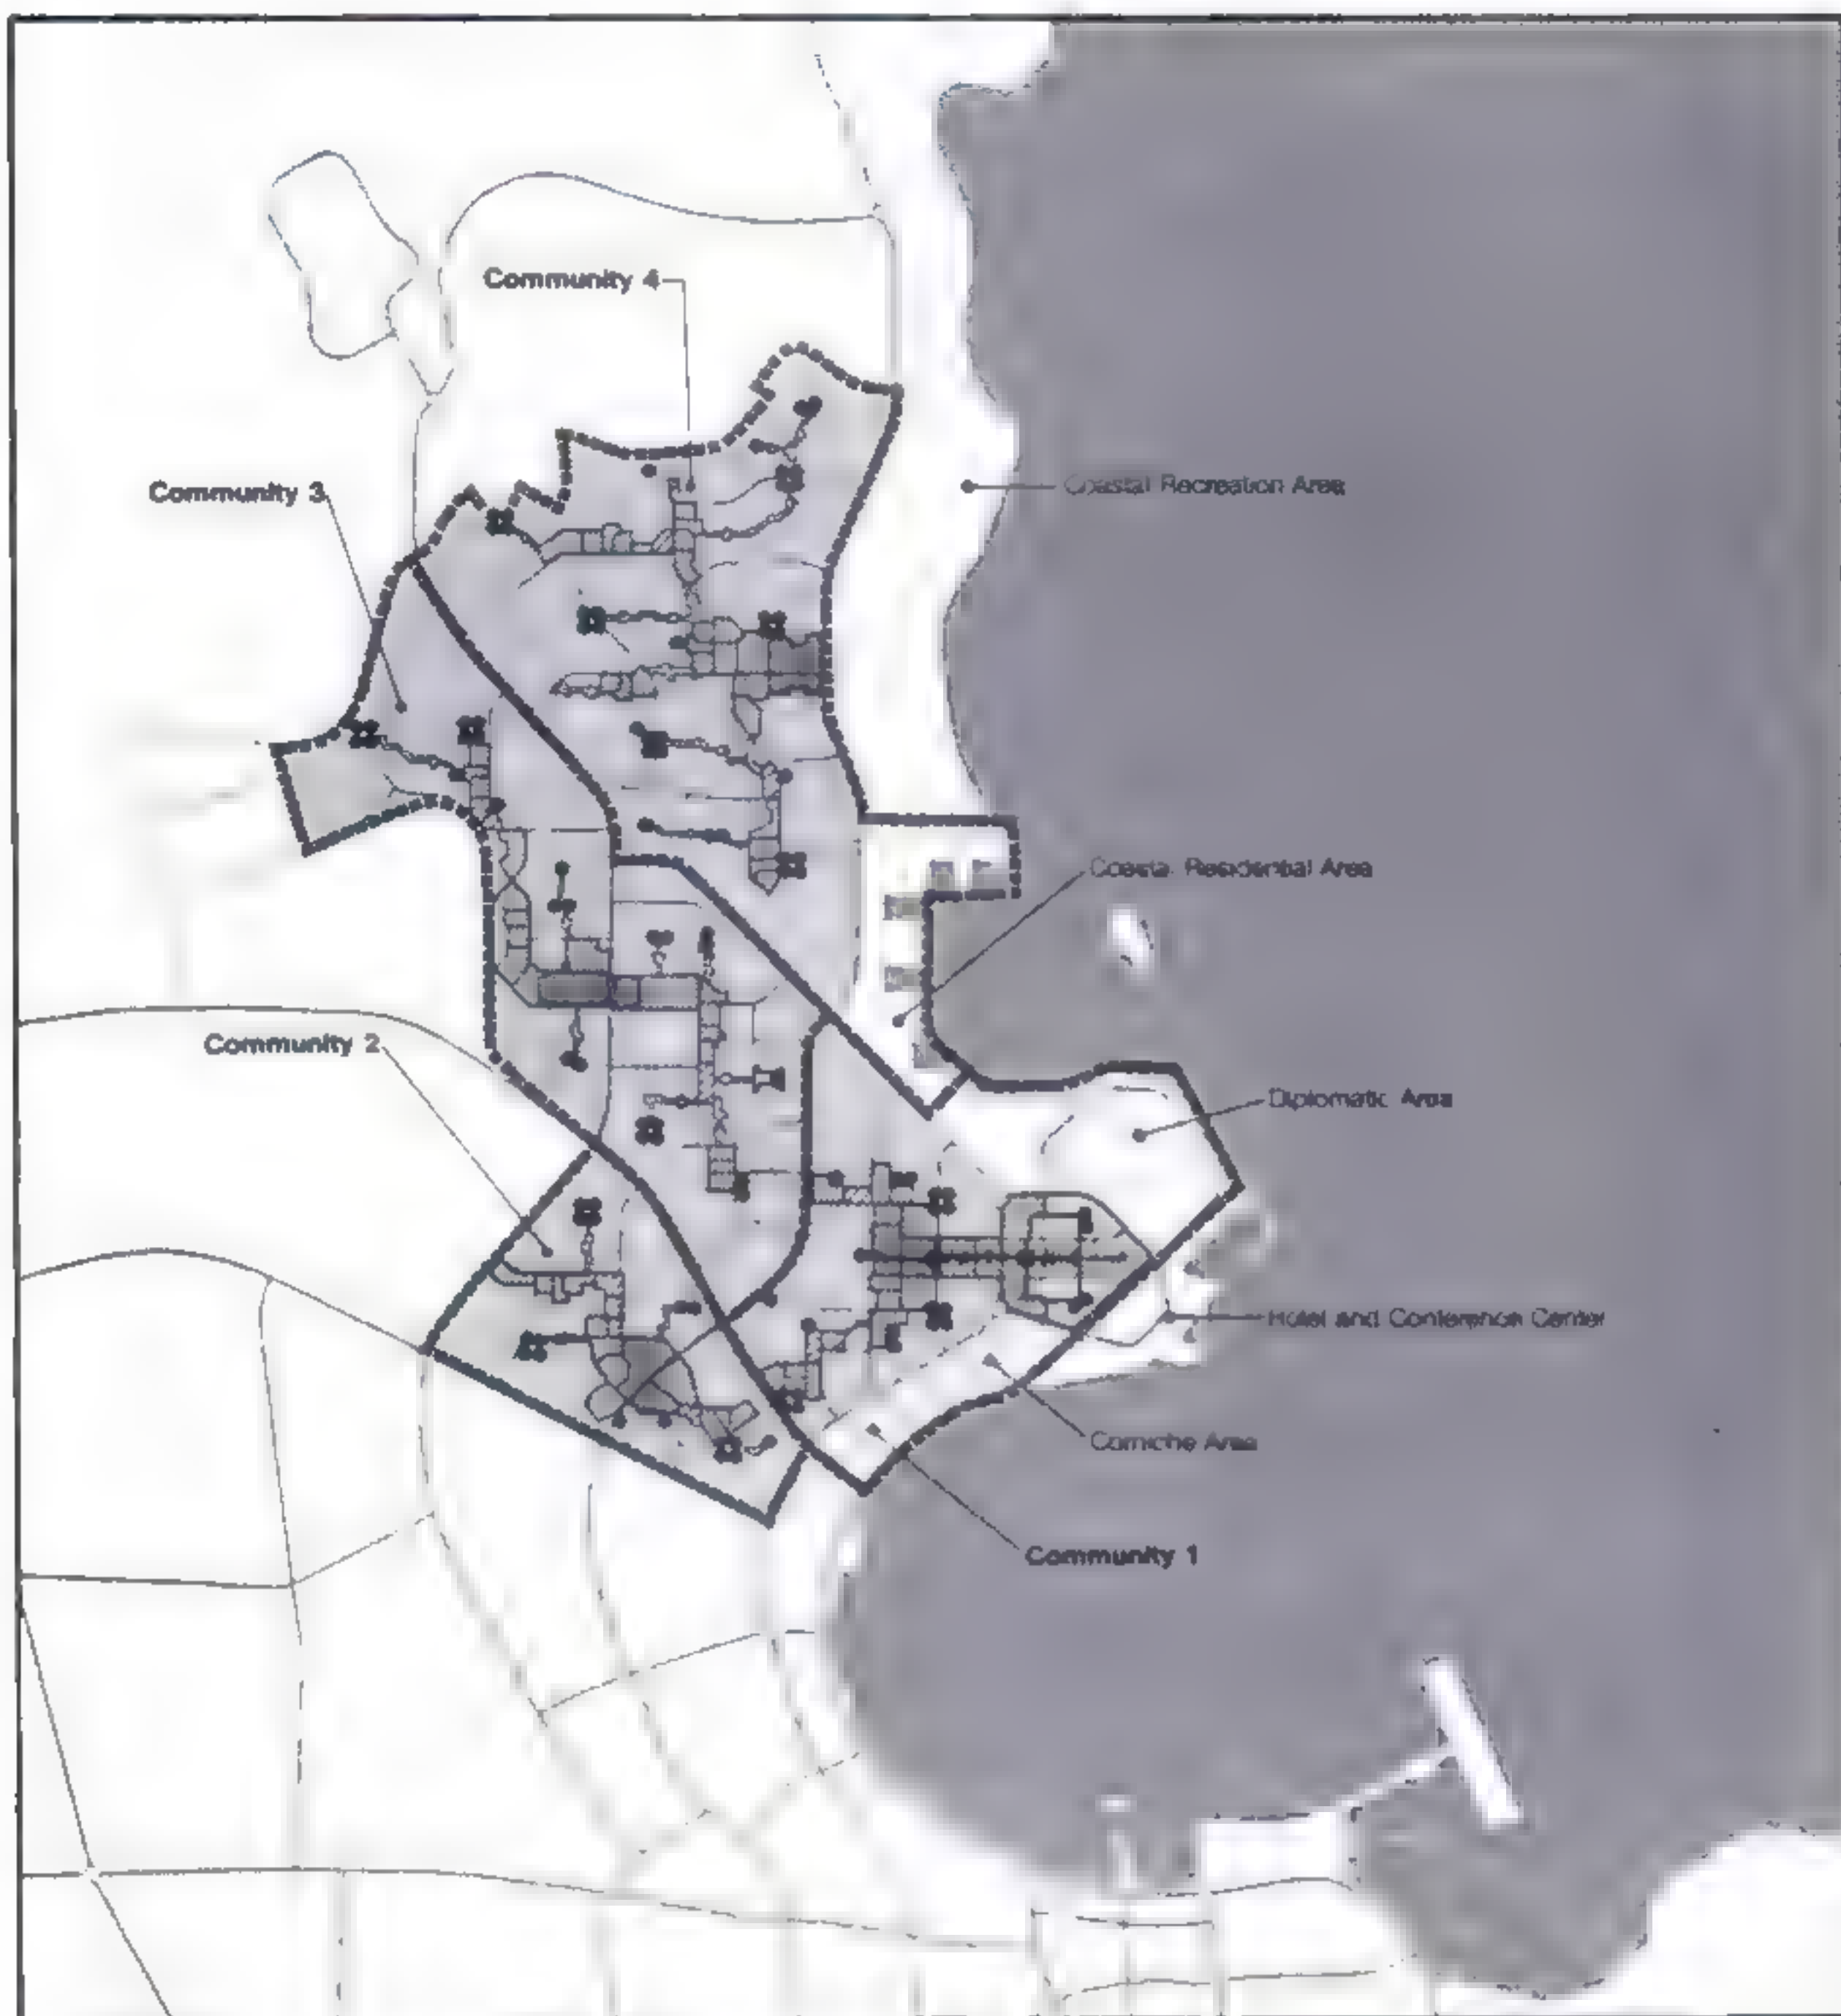 Community 4
Community 3
Coastal Recreation Area
Coastal Residential Area
Community 2
Diplomatic Area
Hotel and Conference Center
Corniche Area
Community 1